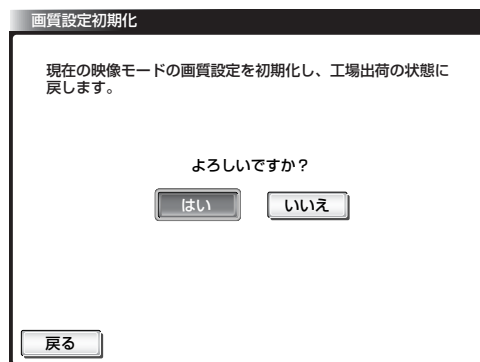 画質設定初期化
現在の映像モードの画質設定を初期化し、工場出荷の状態に
戻します。
よろしいですか？
はい いいえ
戻る